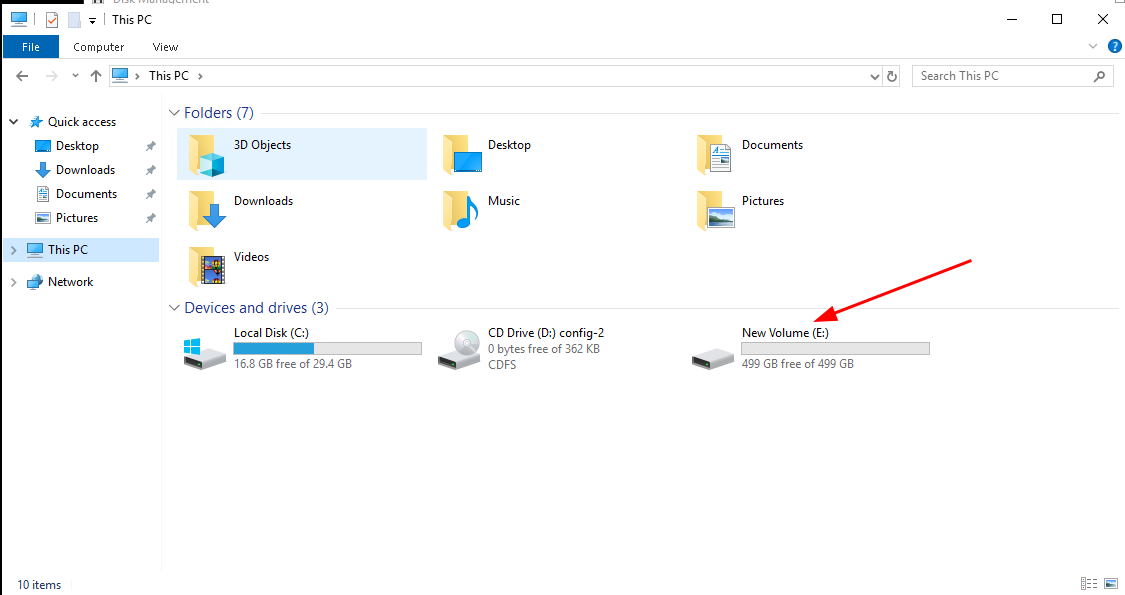 Disk Management
This PC
File Computer View
This PC
Search This PC
Quick access
Desktop
Downloads
Documents
Pictures
This PC
Network
Folders (7)
3D Objects
Desktop
Documents
Downloads
Music
Pictures
Videos
Devices and drives (3)
Local Disk (C:)
16.8 GB free of 29.4 GB
CD Drive (D:) config-2
0 bytes free of 362 KB
CDFS
New Volume (E:)
499 GB free of 499 GB
10 items